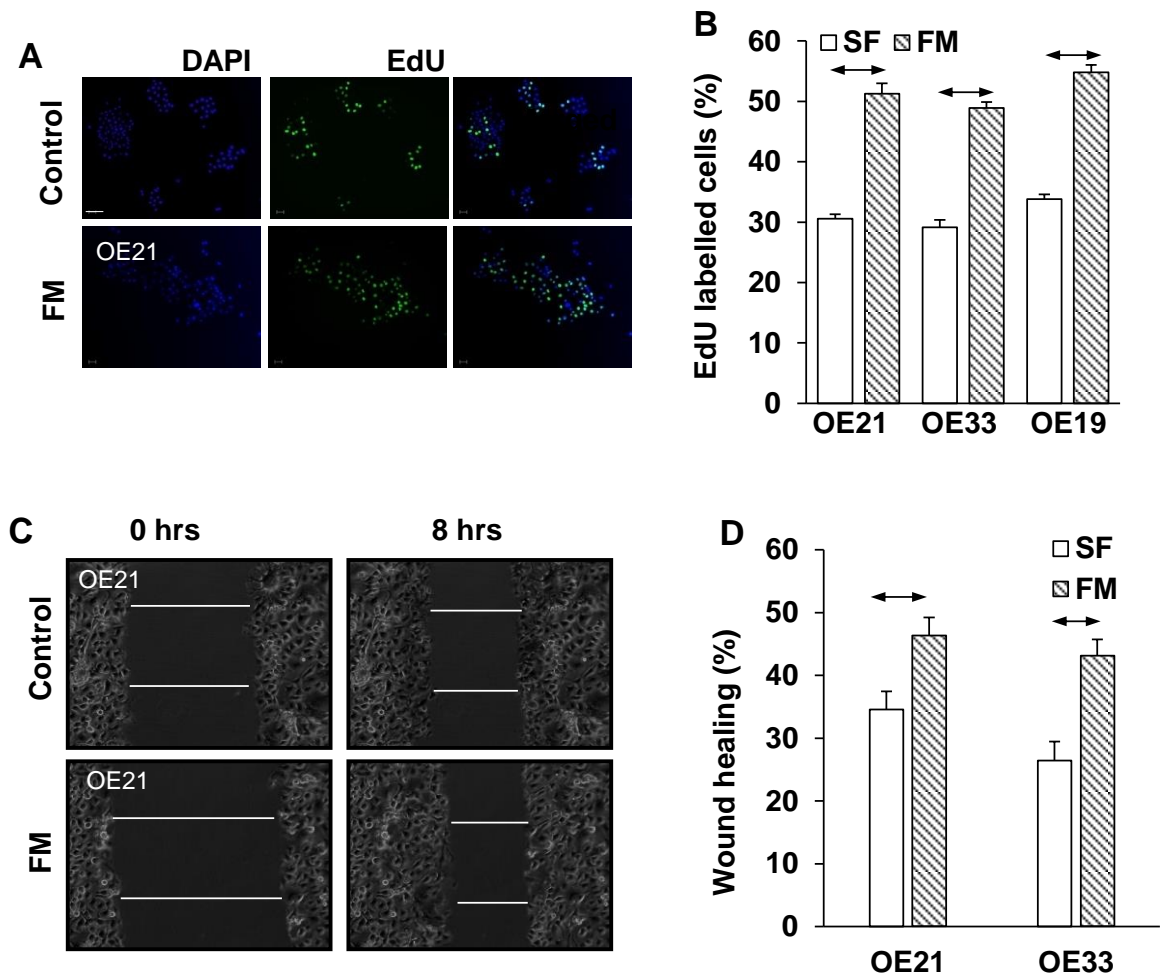 A
DAPI EdU
Control
OE21
FM
B
SF FM
EdU labelled cells (%)
60
50
40
30
20
10
0
OE21 OE33 OE19
C
0 hrs 8 hrs
Control
OE21
FM
OE21
D
SF
FM
Wound healing (%)
60
50
40
30
20
10
0
OE21 OE33